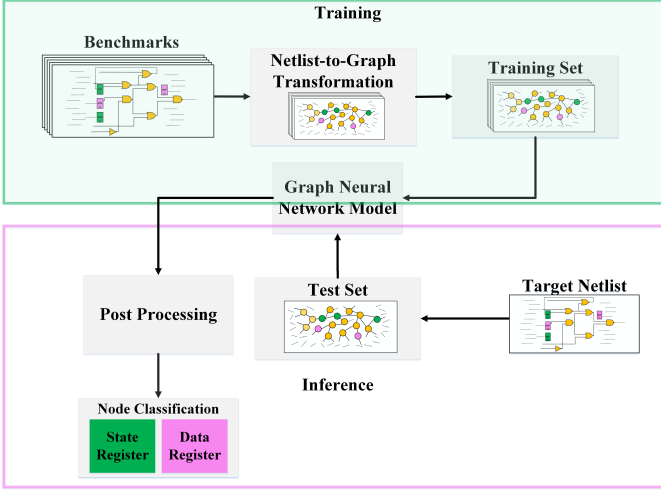 Training
Benchmarks
Netlist-to-Graph
Transformation
Training Set
Graph Neural
Network Model
Post Processing
Test Set
Target Netlist
Inference
Node Classification
State
Register
Data
Register